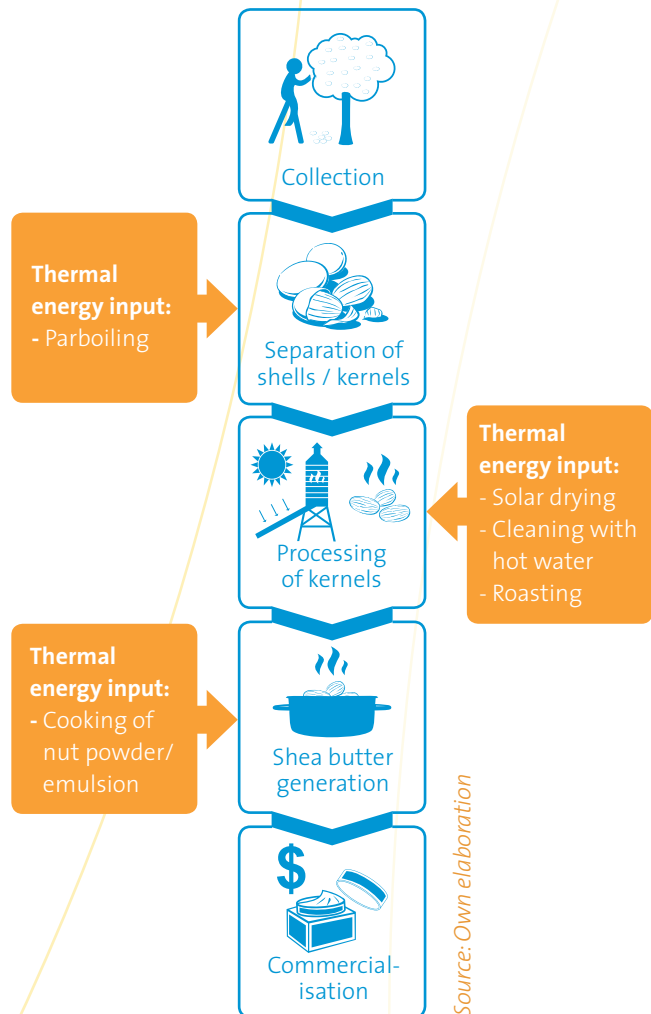 Collection
Thermal
energy input:
- Parboiling
Separation of
shells / kernels
Thermal
energy input:
- Solar drying
- Cleaning with
hot water
- Roasting
Processing
of kernels
Thermal
energy input:
- Cooking of
nut powder/
emulsion
Shea butter
generation
$
Commercial-
isation
Source: Own elaboration